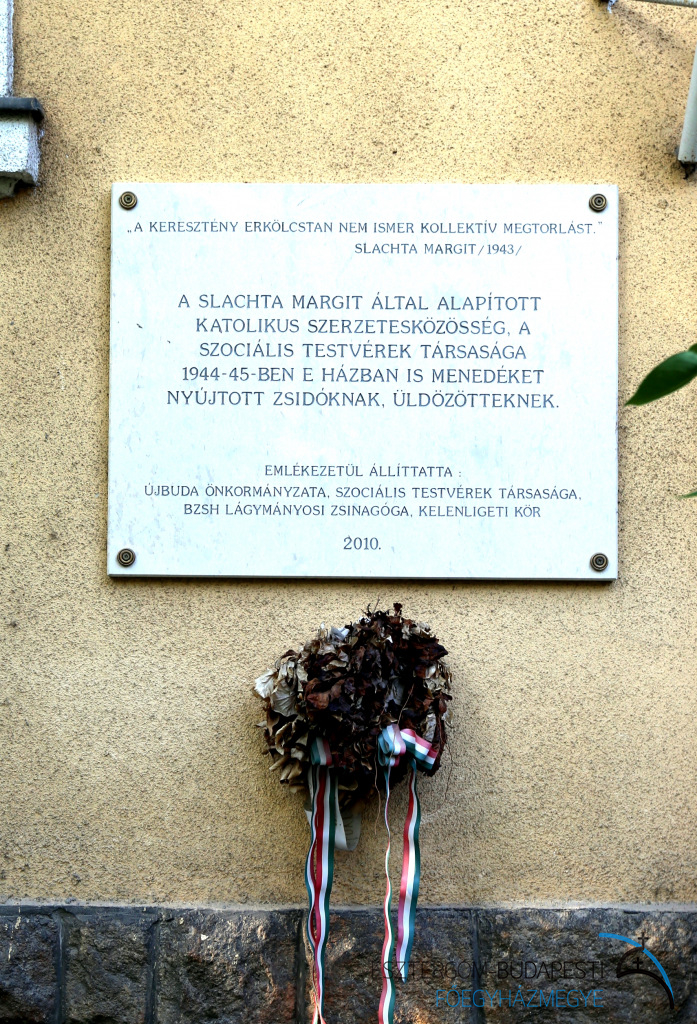 „A KERESZTÉNY ERKÖLCSTAN NEM ISMER KOLLEKTÍV MEGTORLÁST."
SLACHTA MARGIT/1943/
A SLACHTA MARGIT ÁLTAL ALAPÍTOTT
KATOLIKUS SZERZETESKÖZÖSSÉG, A
SZOCIÁLIS TESTVÉREK TÁRSASÁGA
1944-45-BEN E HÁZBAN IS MENEDÉKET
NYÚJTOTT ZSIDÓKNAK, ÜLDÖZÖTTEKNEK.
EMLÉKEZETÜL ÁLLÍTTATTA :
ÚJBUDA ÖNKORMÁNYZATA, SZOCIÁLIS TESTVÉREK TÁRSASÁGA,
BZSH LÁGYMÁNYOSI ZSINAGÓGA, KELENLIGETI KÖR
2010.
ESZTERGOM-BUDAPESTI
FŐEGYHÁZMEGYE